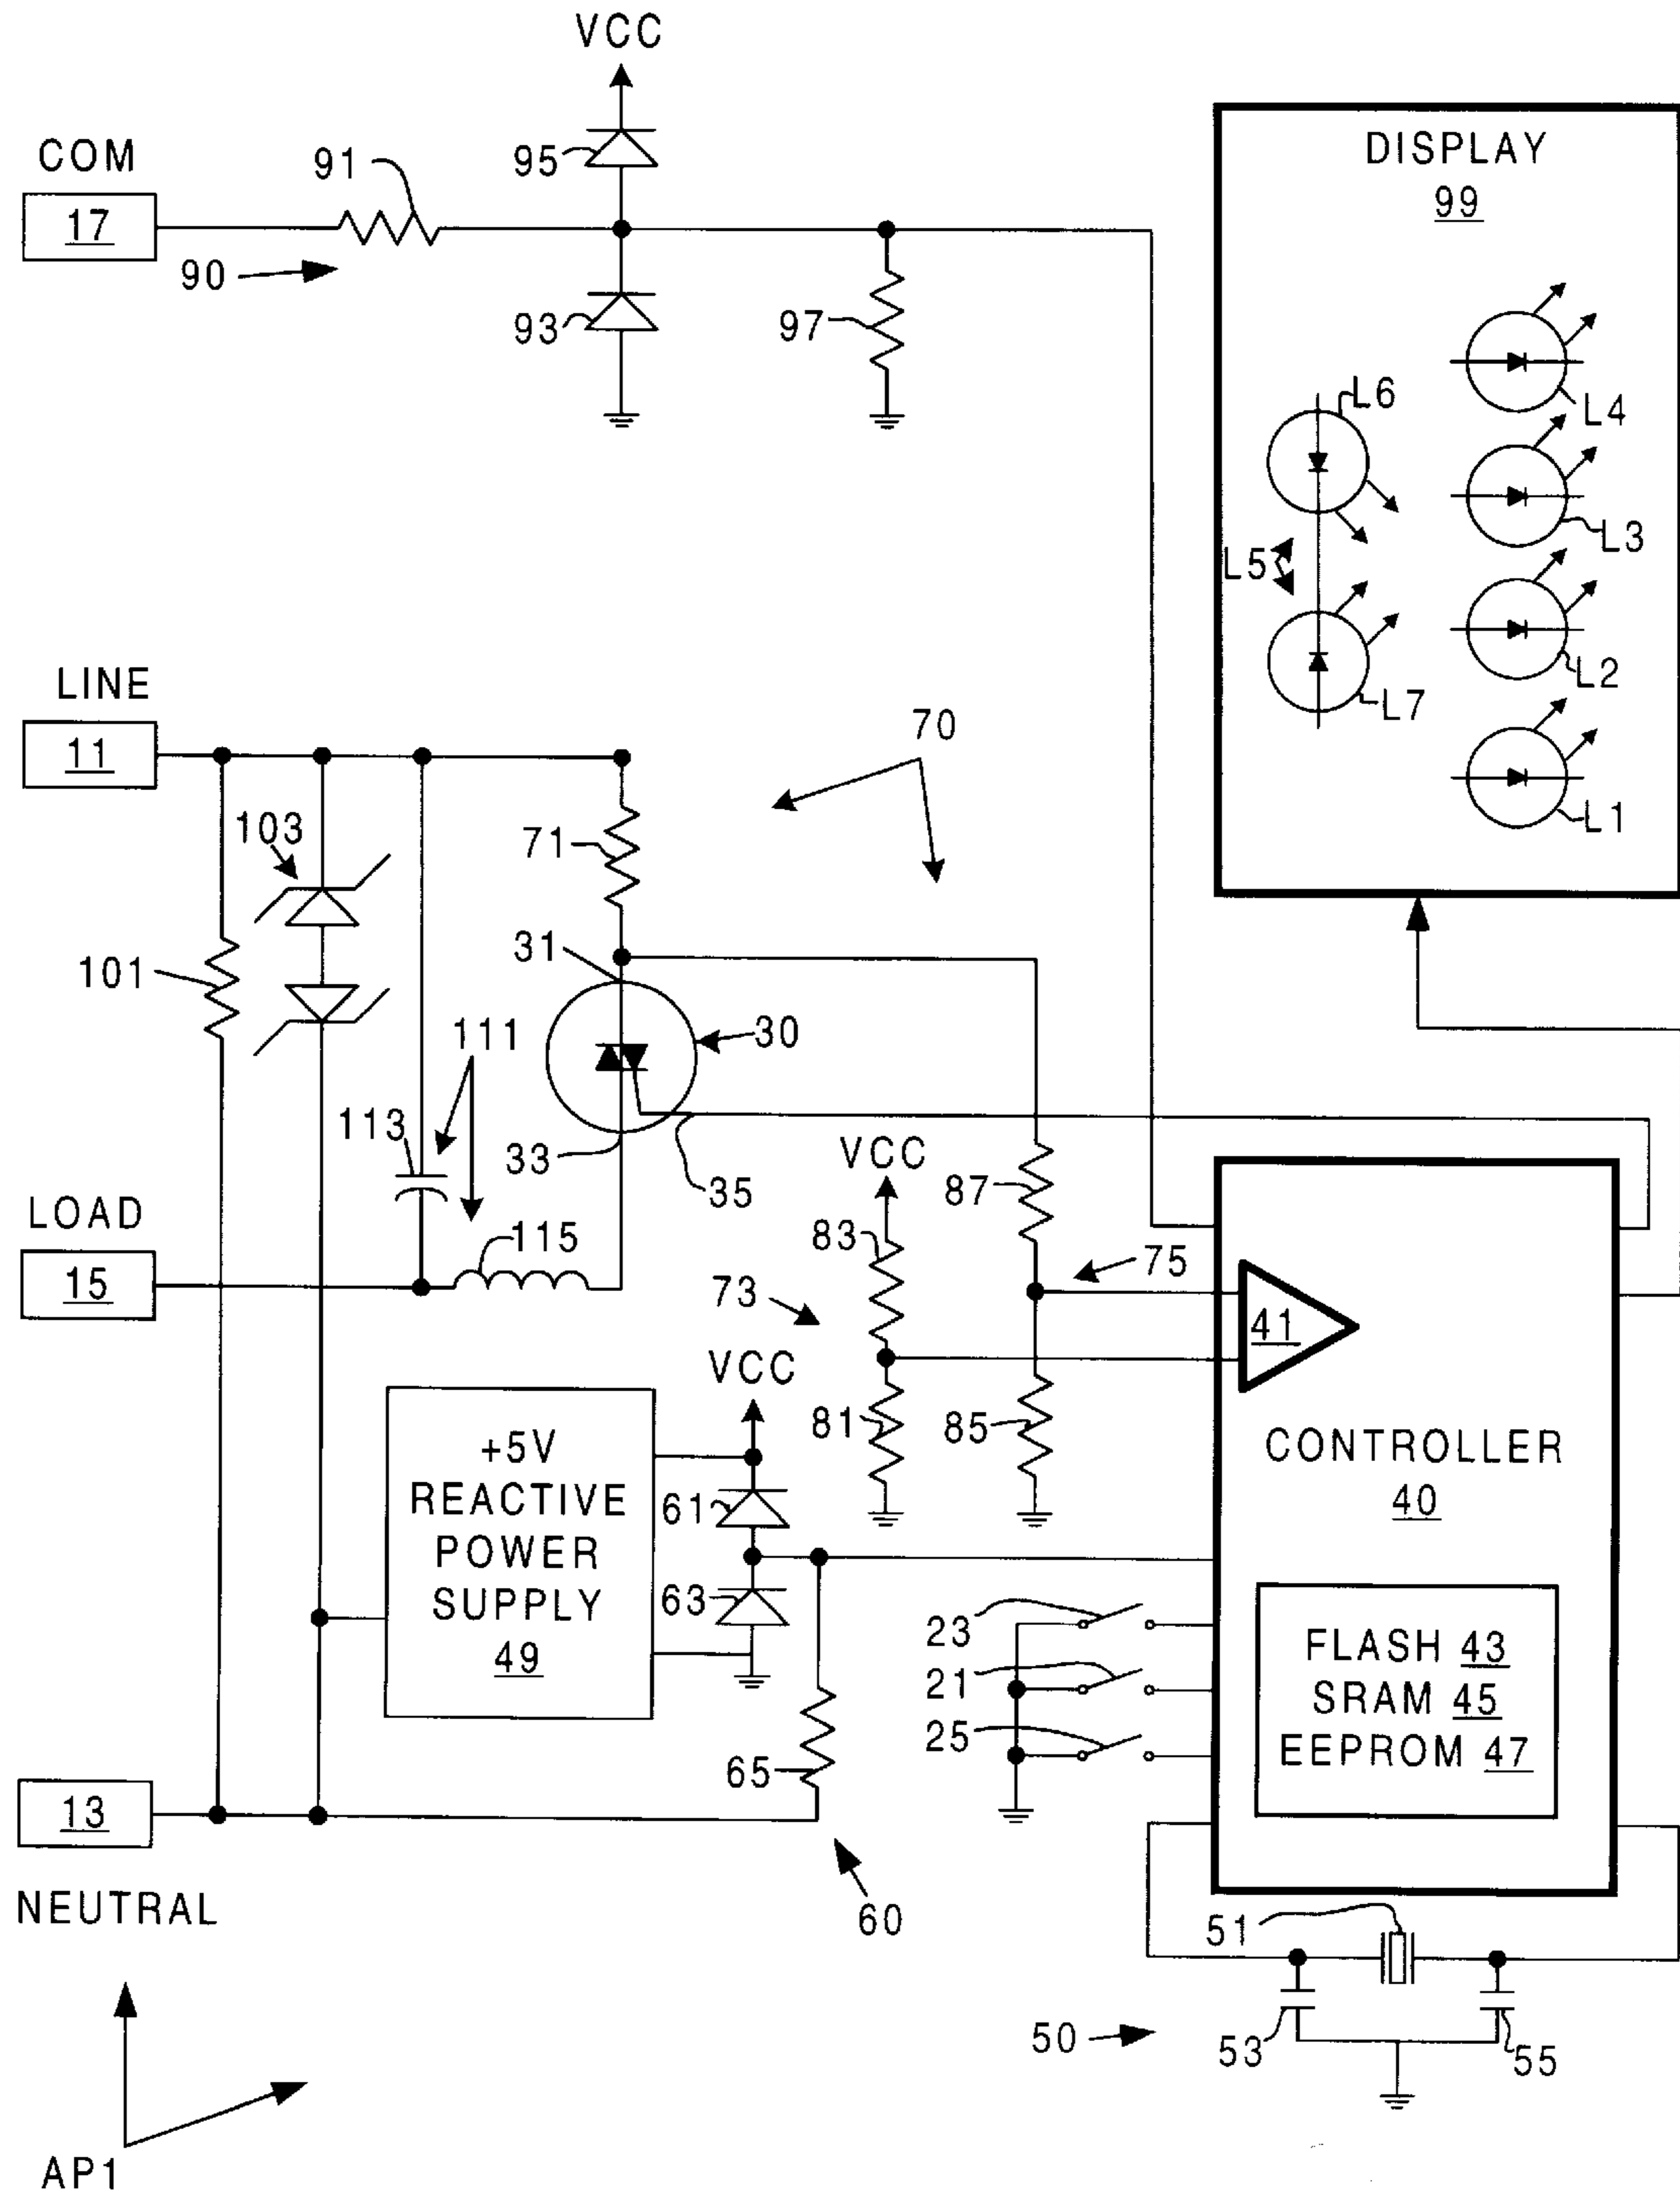 VCC
COM
17
91
95
90
93
97
DISPLAY
99
L6
L4
L5
L3
L2
L7
L1
LINE
11
70
103
71
31
101
111
30
113
33
35
VCC
87
LOAD
15
115
83
75
73
41
VCC
81
85
+5V
REACTIVE
POWER
SUPPLY
49
61
63
CONTROLLER
40
23
21
25
FLASH 43
SRAM 45
EEPROM 47
65
13
NEUTRAL
60
51
50
53
55
AP1